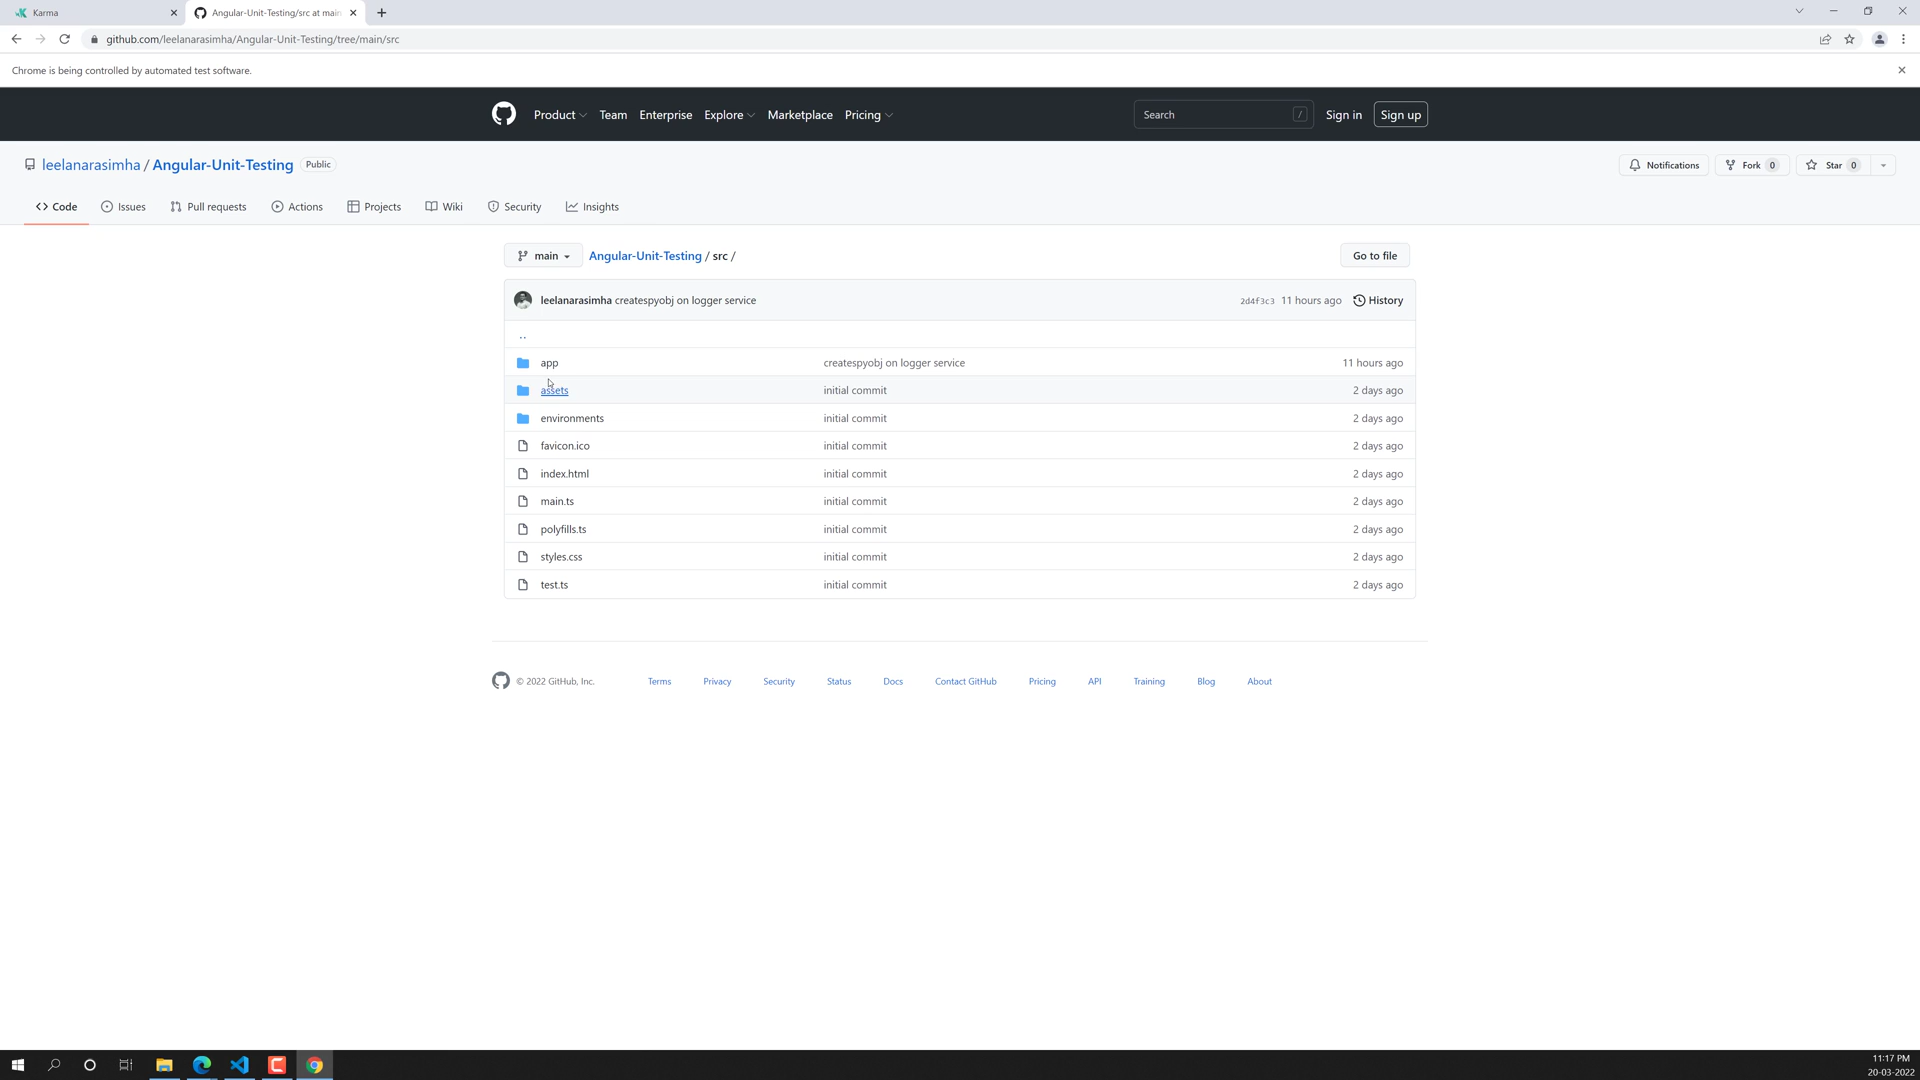 Karma
Angular-Unit-Testing/src at main
github.com/leelanarasimha/Angular-Unit-Testing/tree/main/src
Chrome is being controlled by automated test software.
Product Team Enterprise Explore Marketplace Pricing Search / Sign in Sign up
leelanarasimha / Angular-Unit-Testing Public Notifications Fork 0 Star 0
Code Issues Pull requests Actions Projects Wiki Security Insights
main Angular-Unit-Testing / src / Go to file
leelanarasimha createspyobj on logger service 2d4f3c3 11 hours ago History
..
app createspyobj on logger service 11 hours ago
assets initial commit 2 days ago
environments initial commit 2 days ago
favicon.ico initial commit 2 days ago
index.html initial commit 2 days ago
main.ts initial commit 2 days ago
polyfills.ts initial commit 2 days ago
styles.css initial commit 2 days ago
test.ts initial commit 2 days ago
© 2022 GitHub, Inc. Terms Privacy Security Status Docs Contact GitHub Pricing API Training Blog About
11:17 PM
20-03-2022